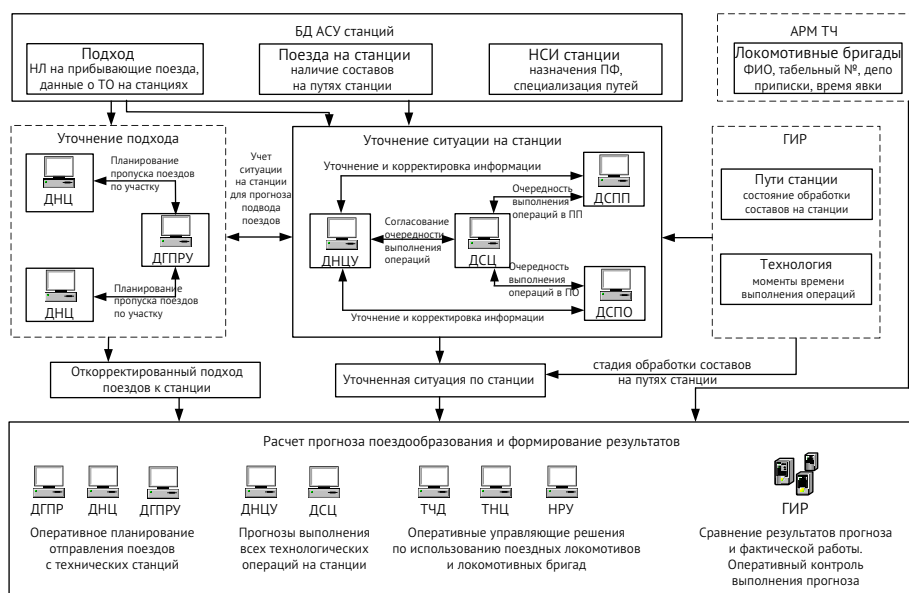 БД АСУ станций
Подход
НЛ на прибывающие поезда,
данные о ТО на станциях
Поезда на станции
наличие составов
на путях станции
НСИ станции
назначения ПФ,
специализация путей
АРМ ТЧ
Локомотивные бригады
ФИО, табельный №, депо
приписки, время явки
Уточнение подхода
ДНЦ
Планирование
пропуска поездов
по участку
ДГПРУ
ДНЦ
Планирование
пропуска поездов
по участку
Учет
ситуации
на станции
для прогноза
подвода
поездов
Уточнение ситуации на станции
Уточнение и корректировка информации
ДСПП
Очередность
выполнения
операций в ПП
ДНЦУ
Согласование
очередности
выполнения
операций
ДСЦ
Очередность
выполнения
операций в ПО
ДСПО
Уточнение и корректировка информации
ГИР
Пути станции
состояние обработки
составов на станции
Технология
моменты времени
выполнения операций
Откорректированный подход
поездов к станции
Уточненная ситуация по станции
стадия обработки составов
на путях станции
Расчет прогноза поездообразования и формирование результатов
ДГПР
ДНЦ
ДГПРУ
Оперативное планирование
отправления поездов
с технических станций
ДНЦУ
ДСЦ
Прогнозы выполнения
всех технологических
операций на станции
ТЧД
ТНЦ
НРУ
Оперативные управляющие решения
по использованию поездных локомотивов
и локомотивных бригад
ГИР
Сравнение результатов прогноза
и фактической работы.
Оперативный контроль
выполнения прогноза